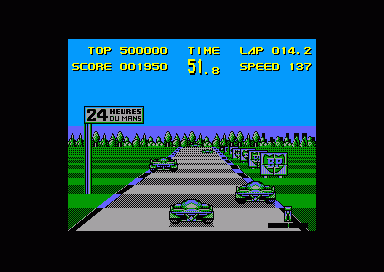 TOP 500000 TIME LAP 014.2
SCORE 001950 51.8 SPEED 137
24 HEURES
DU MANS